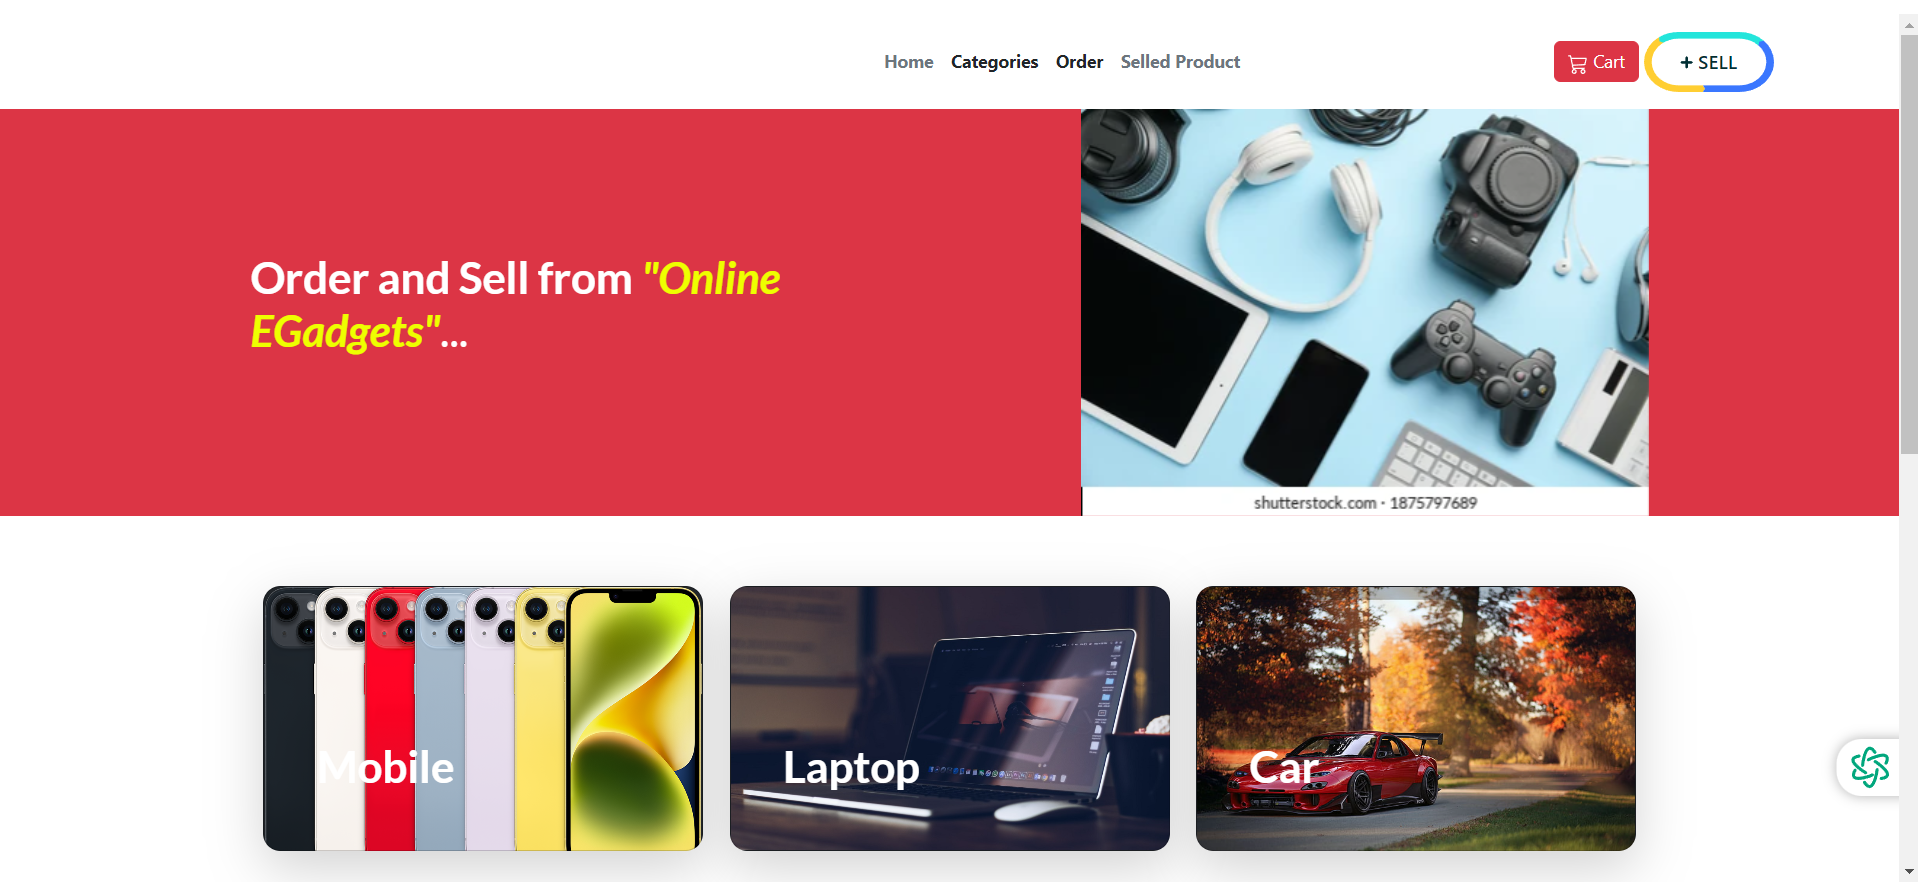 Home Categories Order Selled Product
Cart
+ SELL
Order and Sell from "Online
EGadgets"...
shutterstock.com · 1875797689
Mobile
Laptop
Car